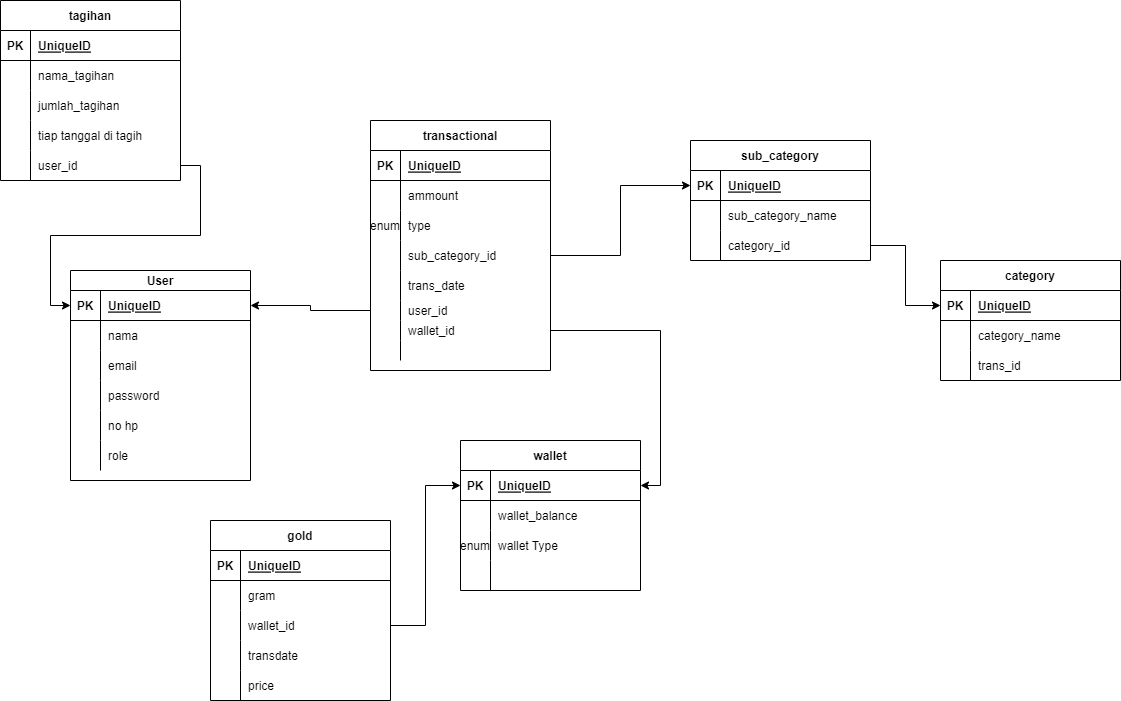 tagihan
PK UniqueID
nama_tagihan
jumlah_tagihan
tiap tanggal di tagih
user_id
transactional
PK UniqueID
ammount
enum type
sub_category_id
trans_date
user_id
wallet_id
sub_category
PK UniqueID
sub_category_name
category_id
category
PK UniqueID
category_name
trans_id
User
PK UniqueID
nama
email
password
no hp
role
wallet
PK UniqueID
wallet_balance
enum wallet Type
gold
PK UniqueID
gram
wallet_id
transdate
price